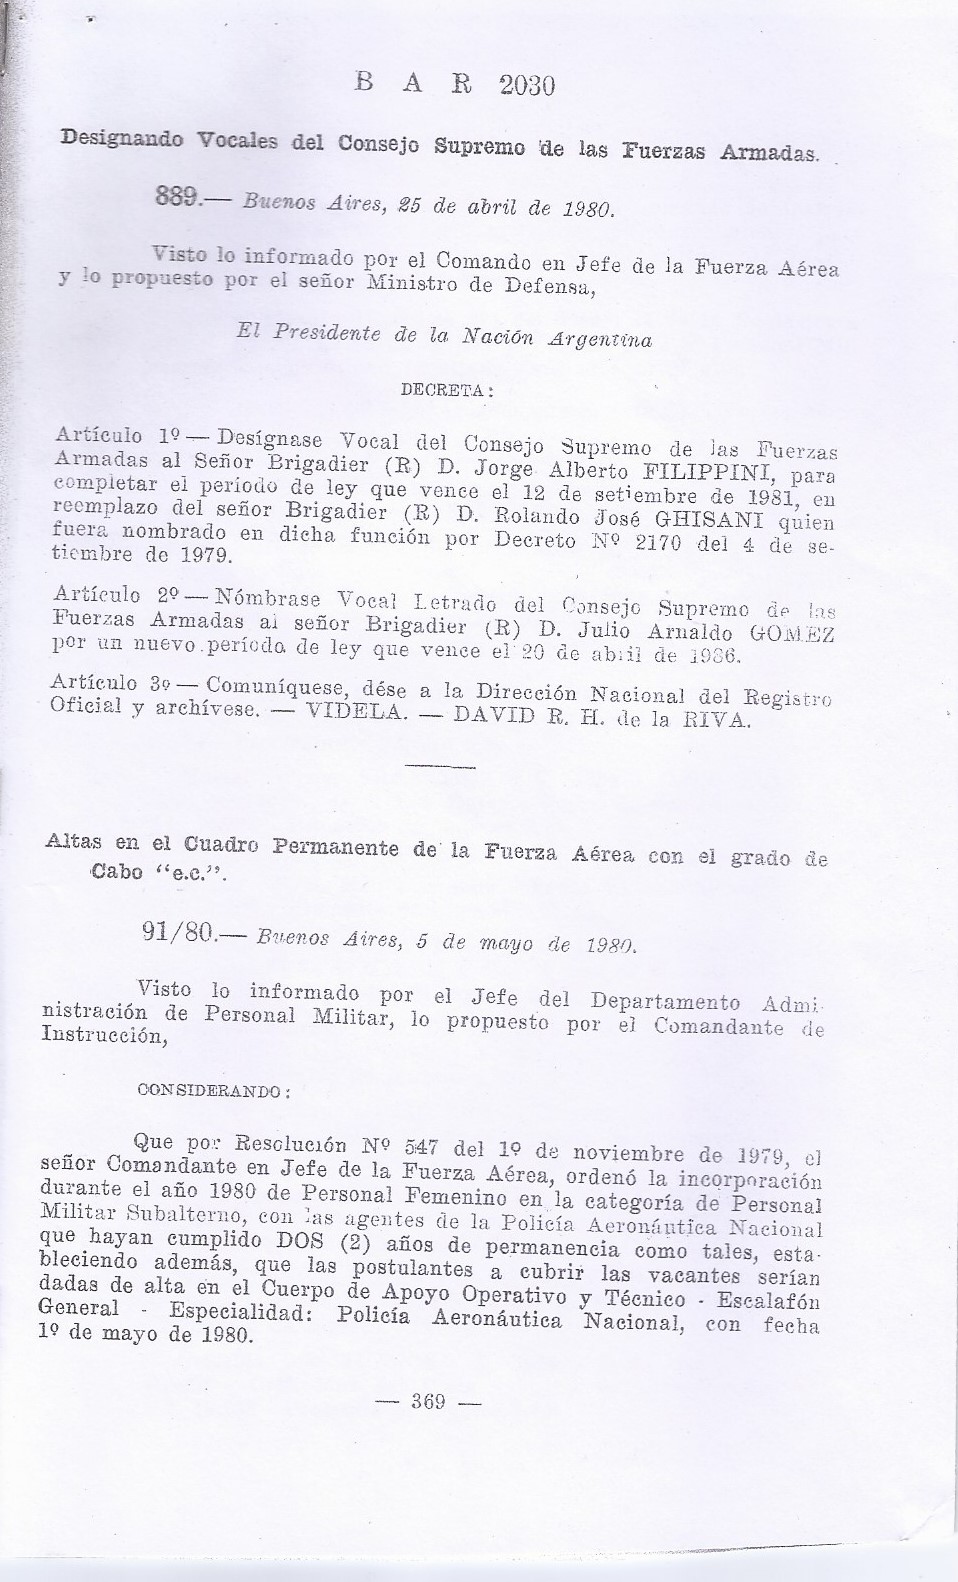 B A R 2030
Designando Vocales del Consejo Supremo de las Fuerzas Armadas.
889.— Buenos Aires, 25 de abril de 1980.
Visto lo informado por el Comando en Jefe de la Fuerza Aérea
y lo propuesto por el señor Ministro de Defensa,
El Presidente de la Nación Argentina
DECRETA:
Artículo 1º — Desígnase Vocal del Consejo Supremo de las Fuerzas
Armadas al Señor Brigadier (R) D. Jorge Alberto FILIPPINI, para
completar el período de ley que vence el 12 de setiembre de 1981, en
reemplazo del señor Brigadier (R) D. Rolando José GHISANI quien
fuera nombrado en dicha función por Decreto Nº 2170 del 4 de se-
tiembre de 1979.
Artículo 2º — Nómbrase Vocal Letrado del Consejo Supremo de las
Fuerzas Armadas al señor Brigadier (R) D. Julio Arnaldo GOMEZ
por un nuevo período de ley que vence el 20 de abril de 1986.
Artículo 3º — Comuníquese, dése a la Dirección Nacional del Registro
Oficial y archívese. — VIDELA. — DAVID R. H. de la RIVA.
Altas en el Cuadro Permanente de la Fuerza Aérea con el grado de
Cabo “e.c.”.
91/80.— Buenos Aires, 5 de mayo de 1980.
Visto lo informado por el Jefe del Departamento Admi-
nistración de Personal Militar, lo propuesto por el Comandante de
Instrucción,
CONSIDERANDO:
Que por Resolución Nº 547 del 1º de noviembre de 1979, el
señor Comandante en Jefe de la Fuerza Aérea, ordenó la incorporación
durante el año 1980 de Personal Femenino en la categoría de Personal
Militar Subalterno, con las agentes de la Policía Aeronáutica Nacional
que hayan cumplido DOS (2) años de permanencia como tales, esta-
bleciendo además, que las postulantes a cubrir las vacantes serían
dadas de alta en el Cuerpo de Apoyo Operativo y Técnico - Escalafón
General - Especialidad: Policía Aeronáutica Nacional, con fecha
1º de mayo de 1980.
— 369 —